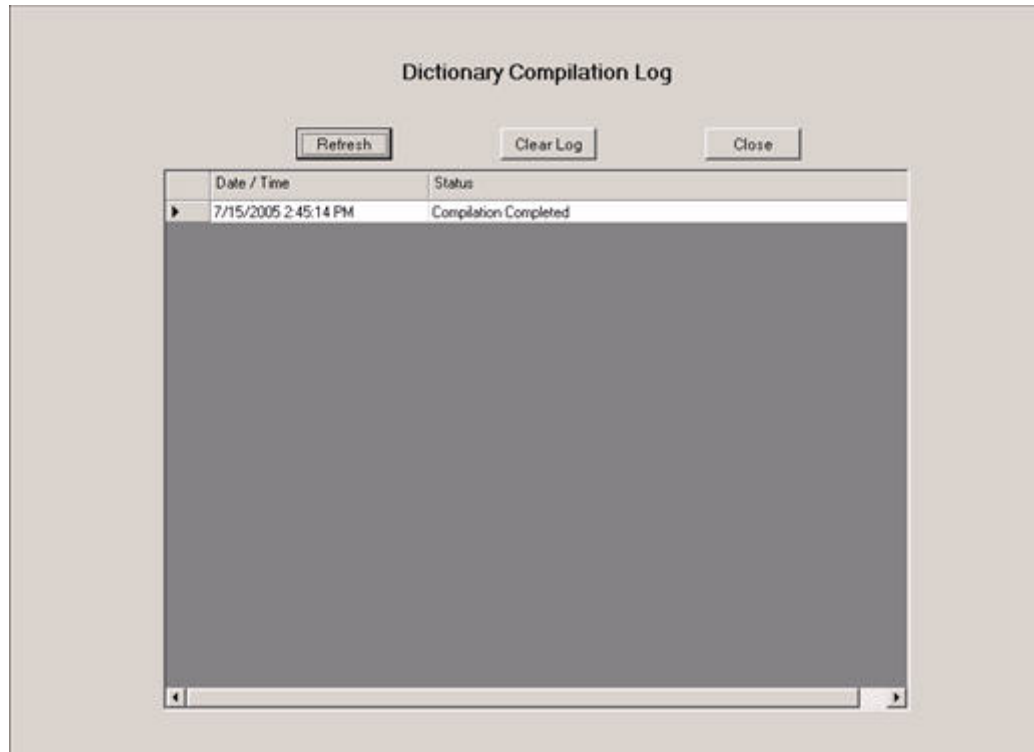 Dictionary Compilation Log
Refresh Clear Log Close
Date / Time Status
7/15/2005 2:45:14 PM Compilation Completed